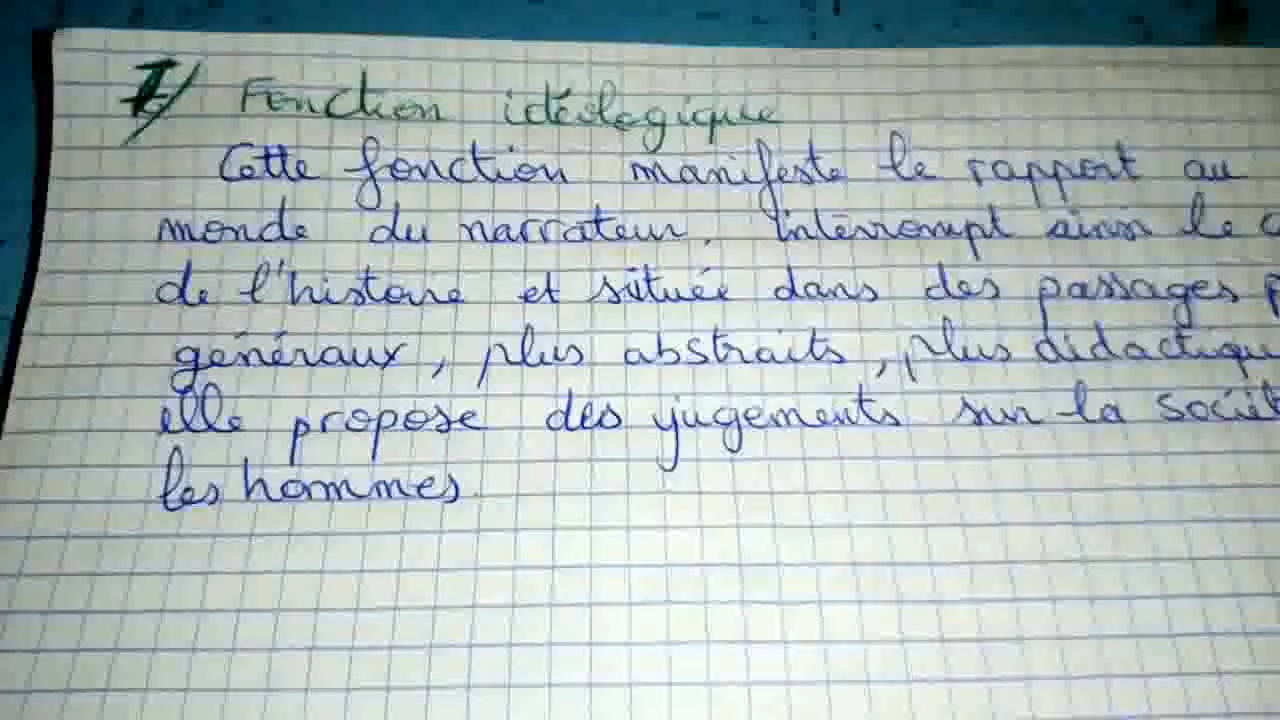 Fonction idéologique
Cette fonction manifeste le rapport au
monde du narrateur. Interrompt ainsi le
de l'histoire et située dans des passages
généraux, plus abstraits, plus didactiqu
elle propose des jugements sur la sociét
les hommes.